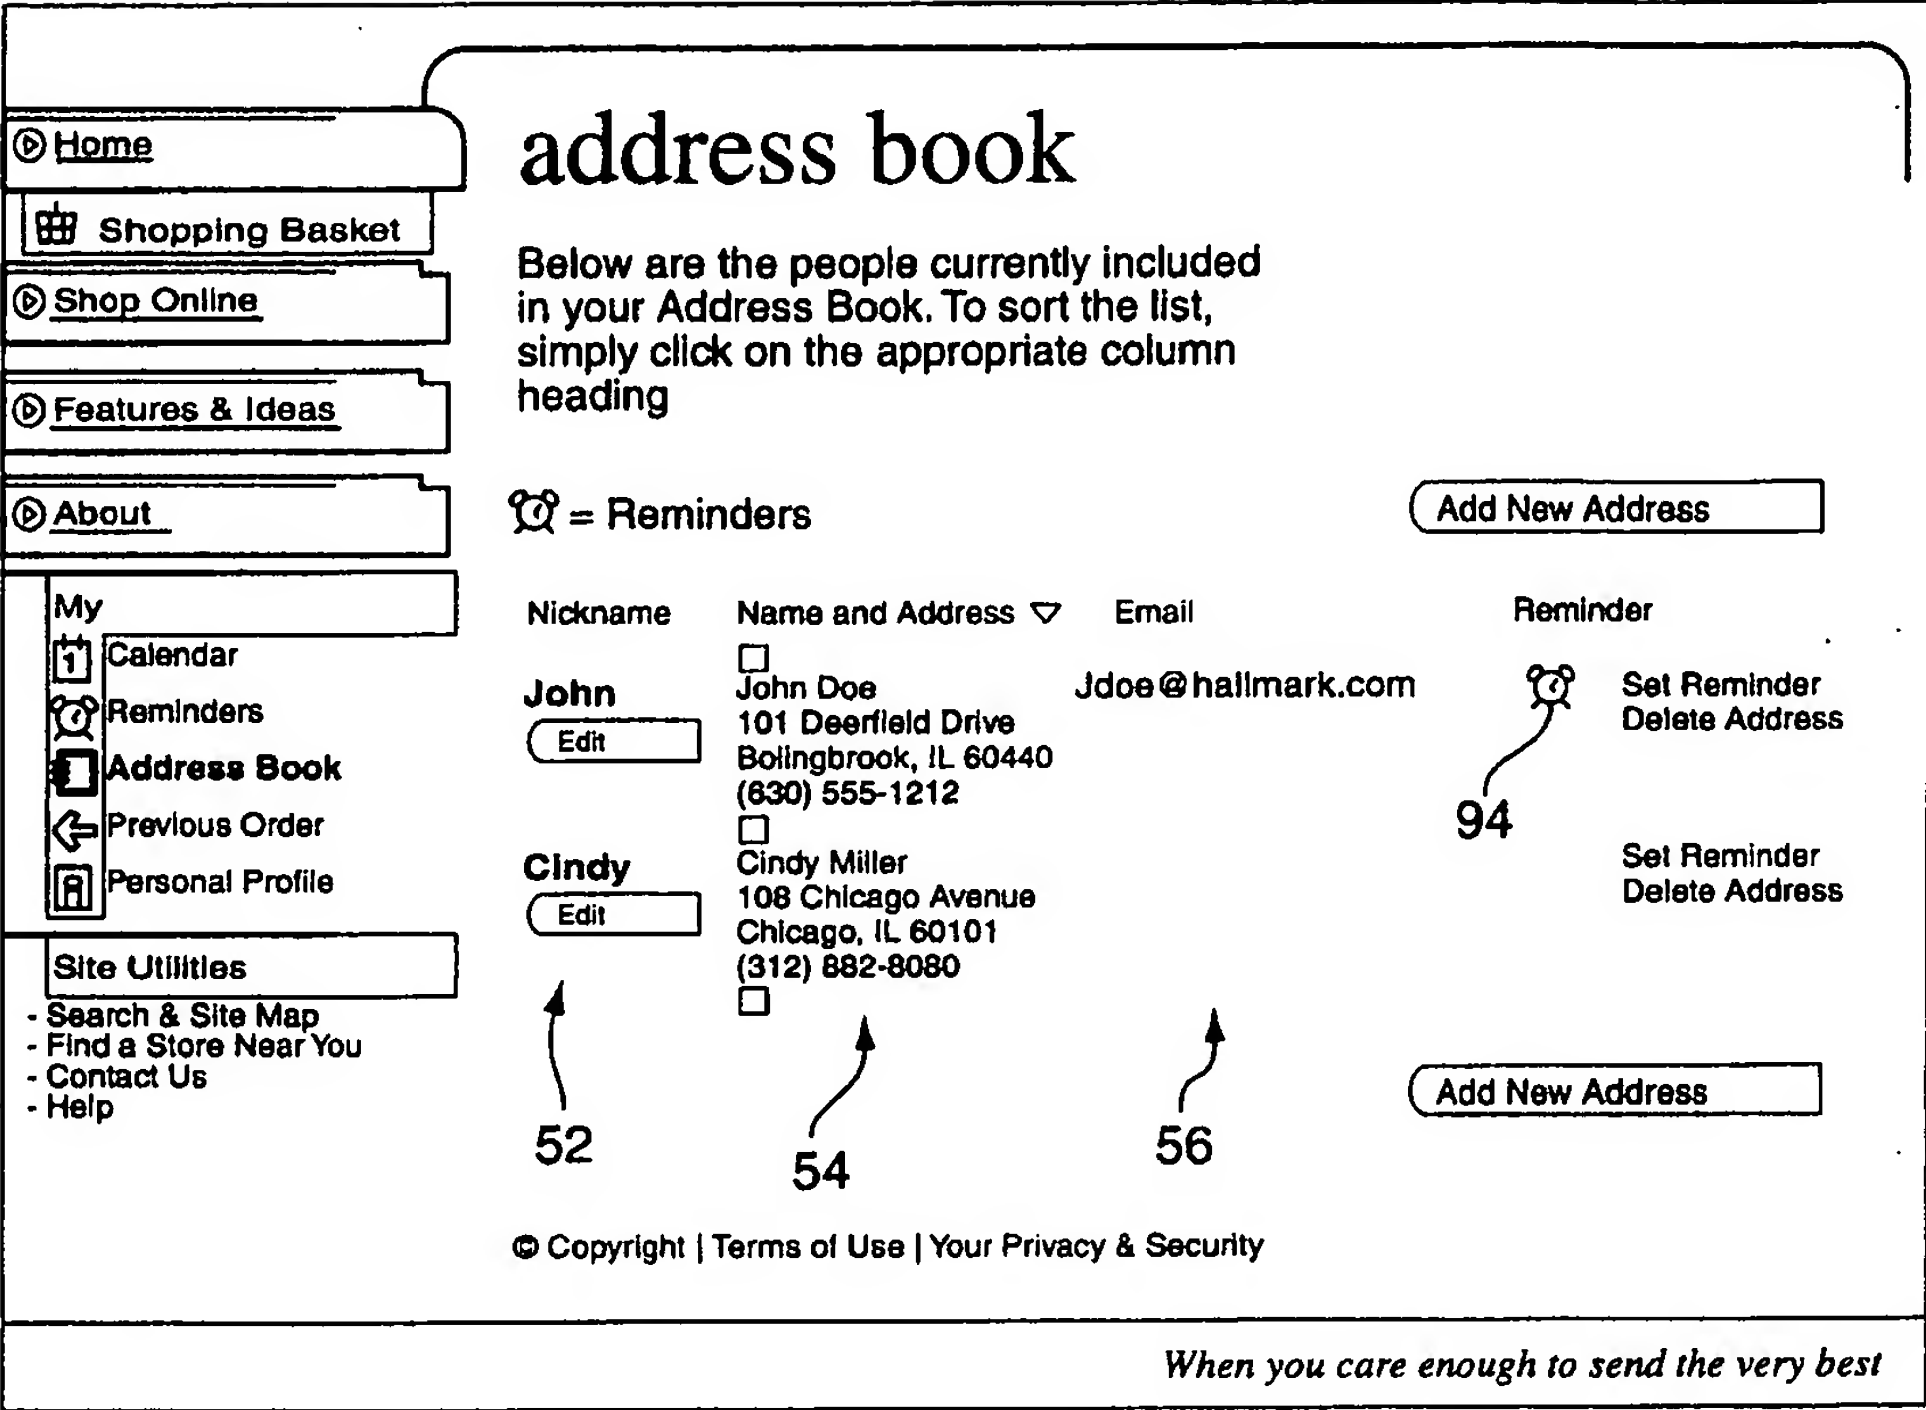 address book
Home
Shopping Basket
Shop Online
Features & Ideas
About
My
1 Calendar
Reminders
Address Book
Previous Order
Personal Profile
Site Utilities
- Search & Site Map
- Find a Store Near You
- Contact Us
- Help
Below are the people currently included
in your Address Book. To sort the list,
simply click on the appropriate column
heading
= Reminders
Add New Address
Nickname Name and Address Email Reminder
John
Edit
John Doe
101 Deerfield Drive
Bolingbrook, IL 60440
(630) 555-1212
Jdoe@hallmark.com
Set Reminder
Delete Address
94
Cindy
Edit
Cindy Miller
108 Chicago Avenue
Chicago, IL 60101
(312) 882-8080
Set Reminder
Delete Address
52
54
56
Add New Address
© Copyright | Terms of Use | Your Privacy & Security
When you care enough to send the very best